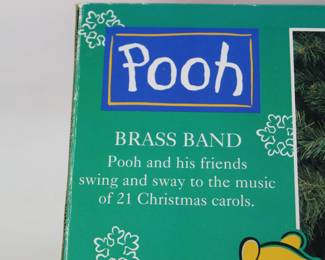 Pooh
BRASS BAND
Pooh and his friends
swing and sway to the music
of 21 Christmas carols.